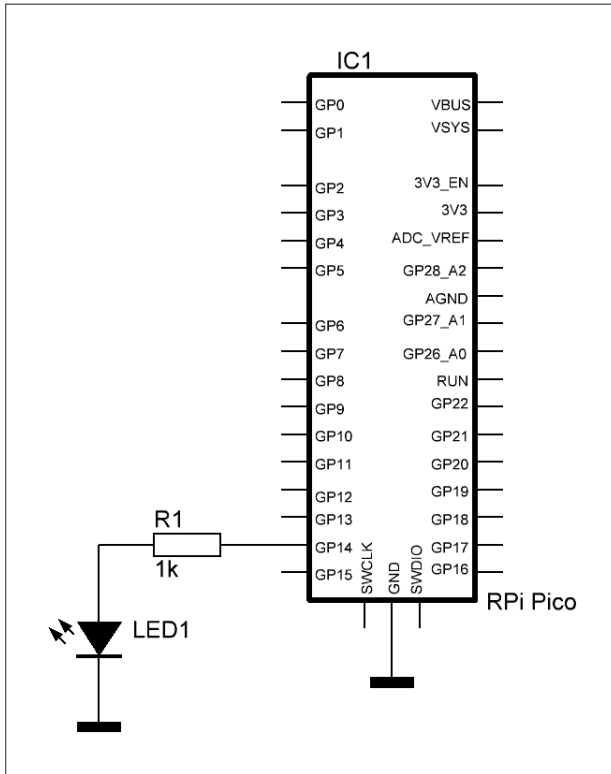 IC1
GP0
GP1
GP2
GP3
GP4
GP5
GP6
GP7
GP8
GP9
GP10
GP11
GP12
GP13
GP14
GP15
VBUS
VSYS
3V3_EN
3V3
ADC_VREF
GP28_A2
AGND
GP27_A1
GP26_A0
RUN
GP22
GP21
GP20
GP19
GP18
GP17
GP16
SWCLK
GND
SWDIO
RPi Pico
R1
1k
LED1